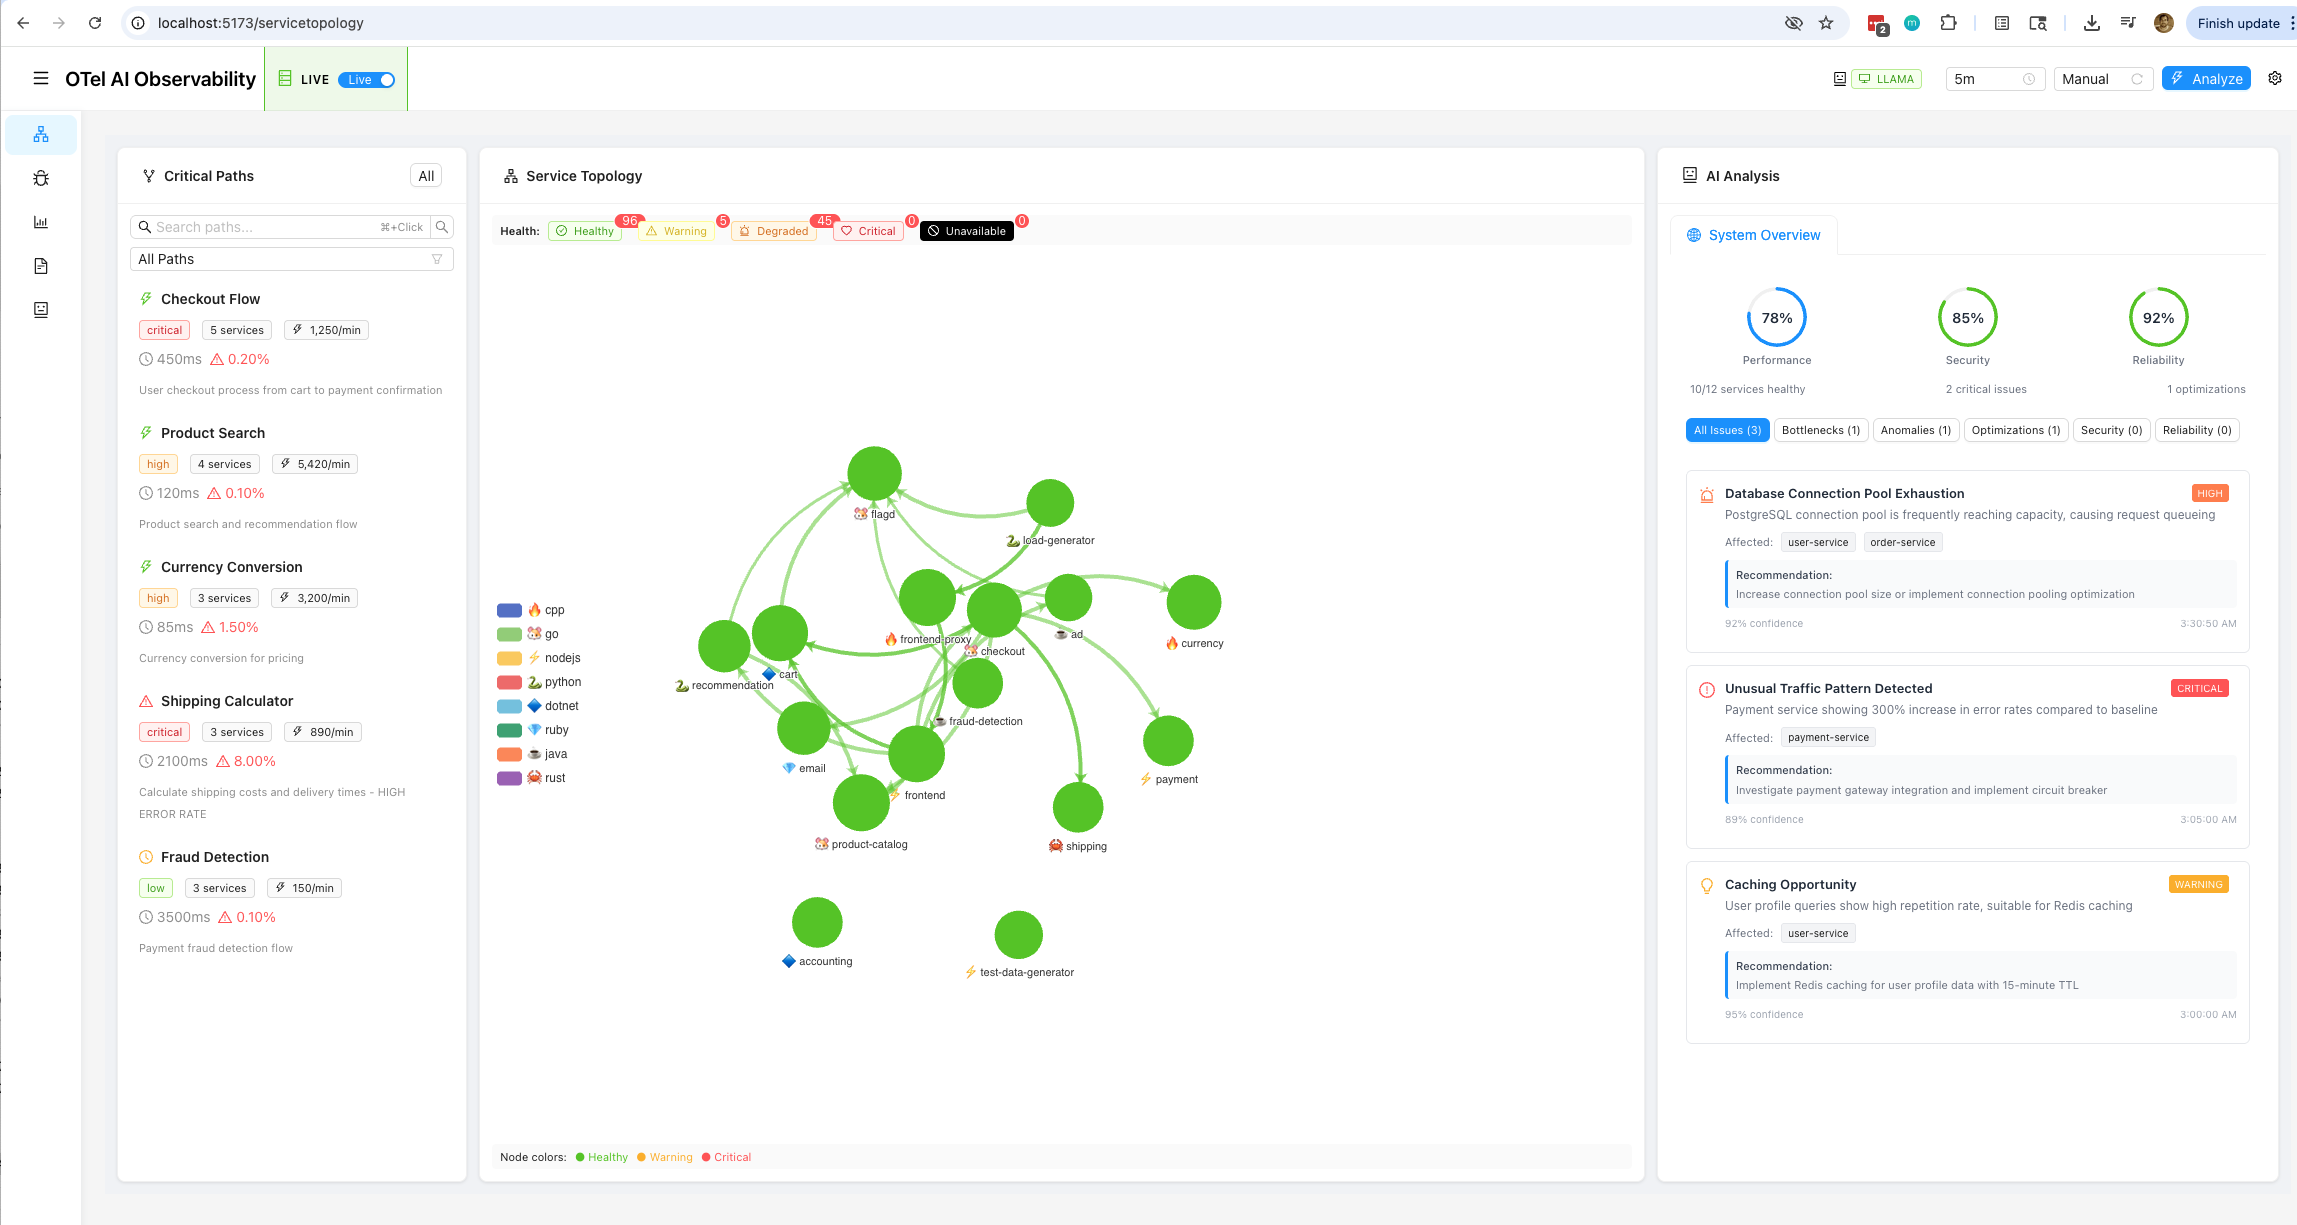 localhost:5173/servicetopology
2
Finish update
OTel AI Observability
LIVE
Live
LLAMA
5m
Manual
Analyze
Critical Paths
All
Search paths...
⌘+Click
All Paths
Checkout Flow
critical
5 services
1,250/min
450ms
0.20%
User checkout process from cart to payment confirmation
Product Search
high
4 services
5,420/min
120ms
0.10%
Product search and recommendation flow
Currency Conversion
high
3 services
3,200/min
85ms
1.50%
Currency conversion for pricing
Shipping Calculator
critical
3 services
890/min
2100ms
8.00%
Calculate shipping costs and delivery times - HIGH
ERROR RATE
Fraud Detection
low
3 services
150/min
3500ms
0.10%
Payment fraud detection flow
Service Topology
Health:
Healthy
96
Warning
5
Degraded
45
Critical
0
Unavailable
0
cpp
go
nodejs
python
dotnet
ruby
java
rust
flagd
load-generator
frontend-proxy
checkout
ad
currency
recommendation
cart
fraud-detection
email
frontend
payment
product-catalog
shipping
accounting
test-data-generator
Node colors:
Healthy
Warning
Critical
AI Analysis
System Overview
78%
85%
92%
Performance
Security
Reliability
10/12 services healthy
2 critical issues
1 optimizations
All Issues (3)
Bottlenecks (1)
Anomalies (1)
Optimizations (1)
Security (0)
Reliability (0)
Database Connection Pool Exhaustion
HIGH
PostgreSQL connection pool is frequently reaching capacity, causing request queueing
Affected:
user-service
order-service
Recommendation:
Increase connection pool size or implement connection pooling optimization
92% confidence
3:30:50 AM
Unusual Traffic Pattern Detected
CRITICAL
Payment service showing 300% increase in error rates compared to baseline
Affected:
payment-service
Recommendation:
Investigate payment gateway integration and implement circuit breaker
89% confidence
3:05:00 AM
Caching Opportunity
WARNING
User profile queries show high repetition rate, suitable for Redis caching
Affected:
user-service
Recommendation:
Implement Redis caching for user profile data with 15-minute TTL
95% confidence
3:00:00 AM